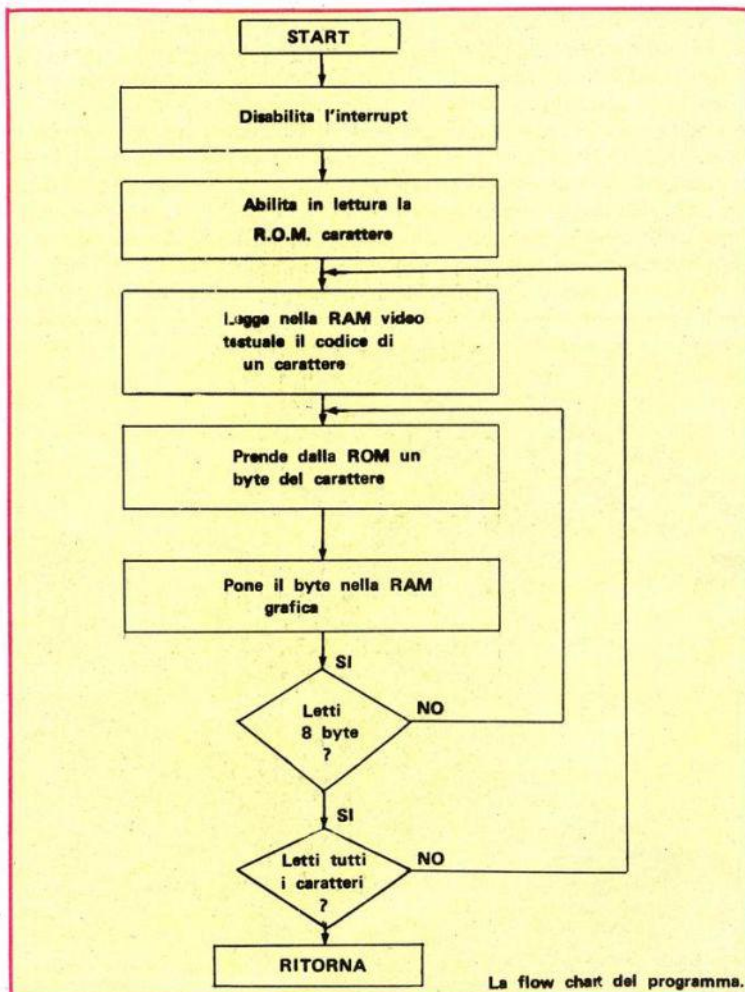 START
Disabilita l'interrupt
Abilita in lettura la
R.O.M. carattere
Legge nella RAM video
testuale il codice di
un carattere
Prende dalla ROM un
byte del carattere
Pone il byte nella RAM
grafica
SI
Letti
8 byte
?
NO
SI
Letti tutti
i caratteri
?
NO
RITORNA
La flow chart del programma.